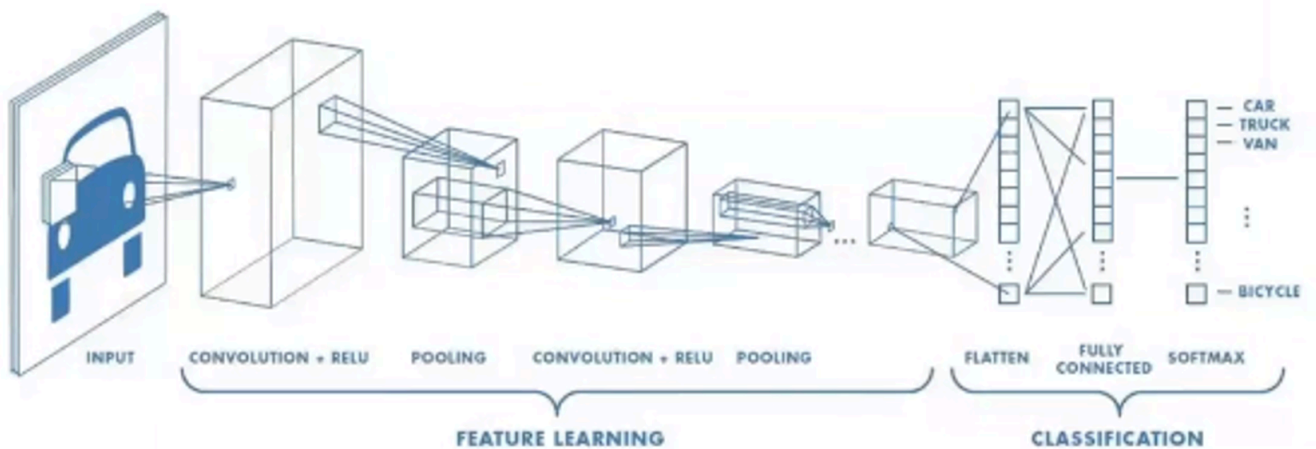 CAR
TRUCK
VAN
BICYCLE
INPUT
CONVOLUTION + RELU
POOLING
CONVOLUTION + RELU
POOLING
FLATTEN
FULLY
CONNECTED
SOFTMAX
FEATURE LEARNING
CLASSIFICATION